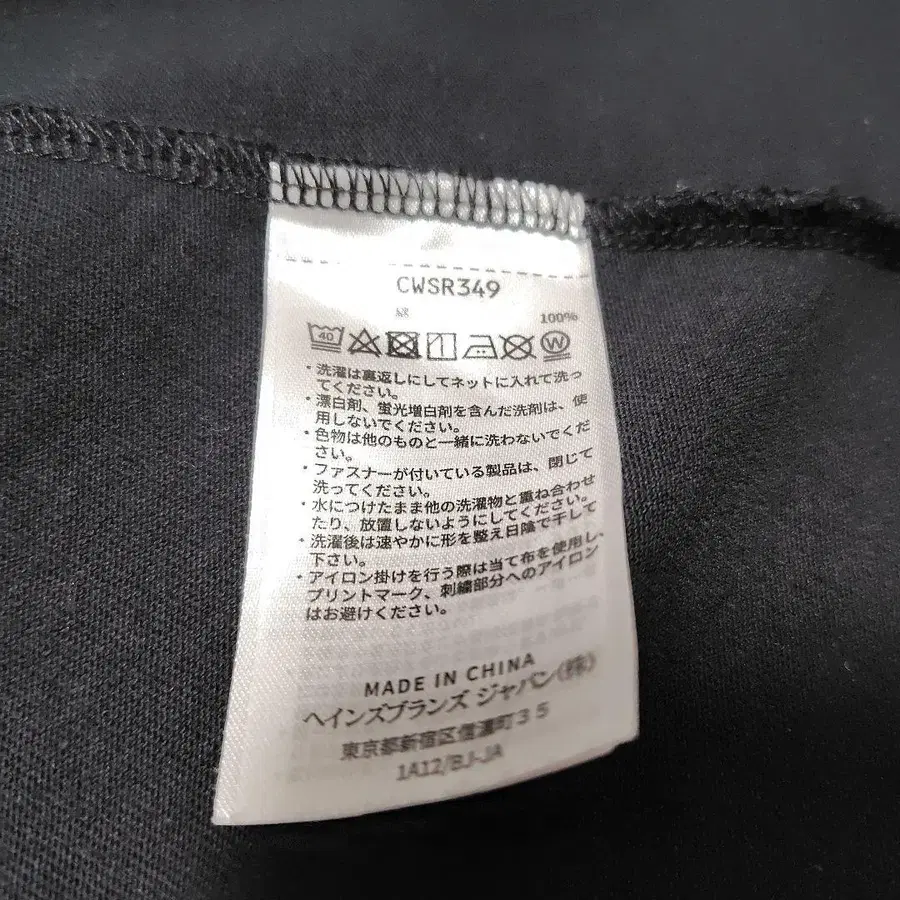 CWSR349
綿 100%
40 W
・洗濯は裏返しにしてネットに入れて洗っ
てください。
・漂白剤、蛍光増白剤を含んだ洗剤は、使
用しないでください。
・色物は他のものと一緒に洗わないでくだ
さい。
・ファスナーが付いている製品は、閉じて
洗ってください。
・水につけたまま他の洗濯物と重ね合わせ
たり、放置しないようにしてください。
・洗濯後は速やかに形を整え日陰で干して
下さい。
・アイロン掛けを行う際は当て布を使用し、
プリントマーク、刺繍部分へのアイロン
はお避けください。
MADE IN CHINA
ヘインズブランズ ジャパン(株)
東京都新宿区信濃町35
1A12/BJ-JA